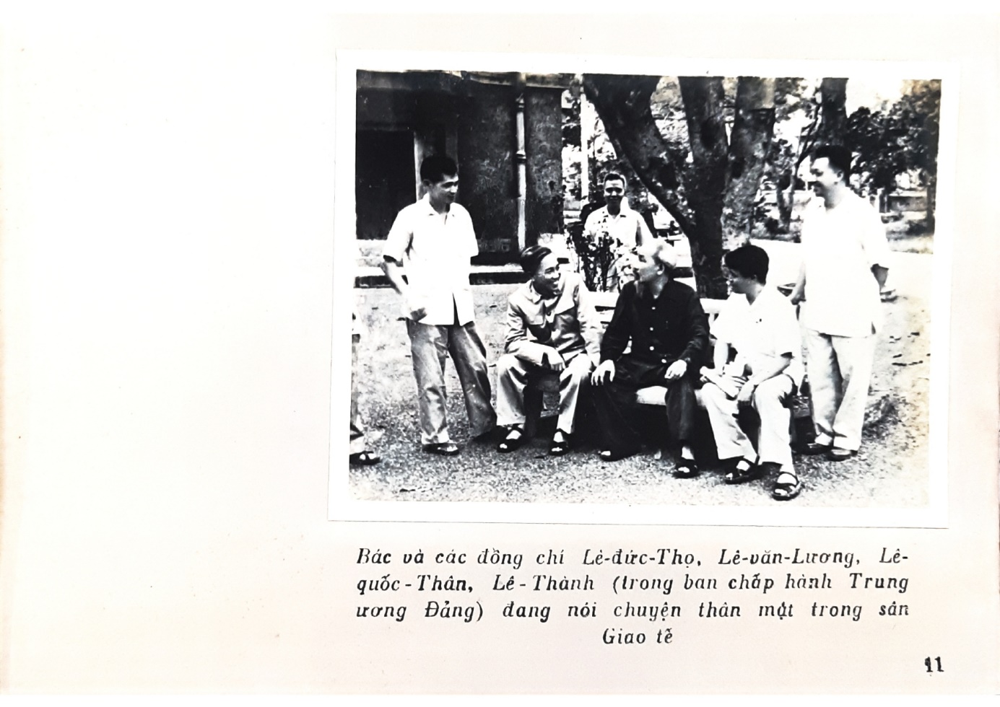 Bác và các đồng chí Lê-đức-Thọ, Lê-văn-Lương, Lê-
quốc-Thân, Lê-Thành (trong ban chấp hành Trung
ương Đảng) đang nói chuyện thân mật trong sân
Giao tế
11